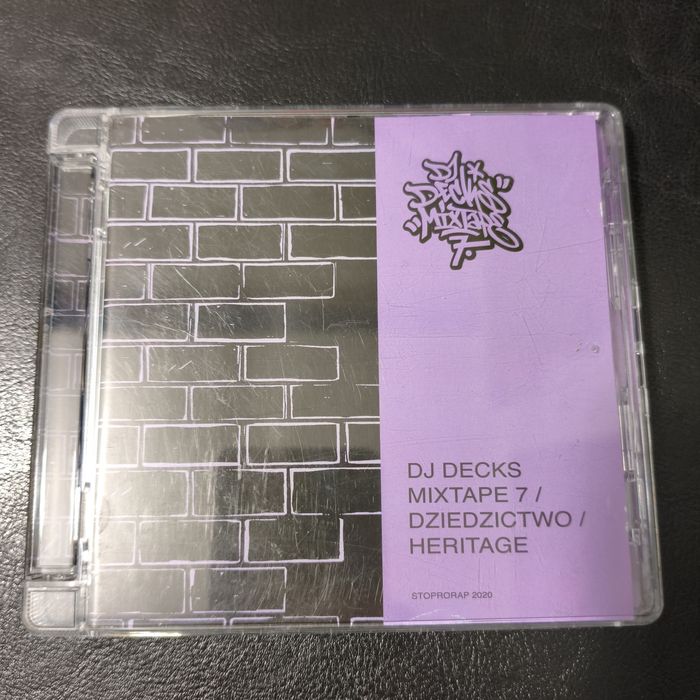 DJ
DECKS
MIXTAPE
7.
DJ DECKS
MIXTAPE 7 /
DZIEDZICTWO /
HERITAGE
STOPRORAP 2020